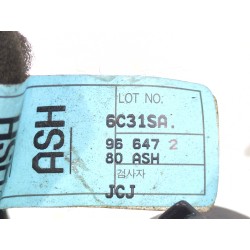 LOT NO:
6C31SA.
96 647 2
80 ASH
검사자
JCJ
ASH